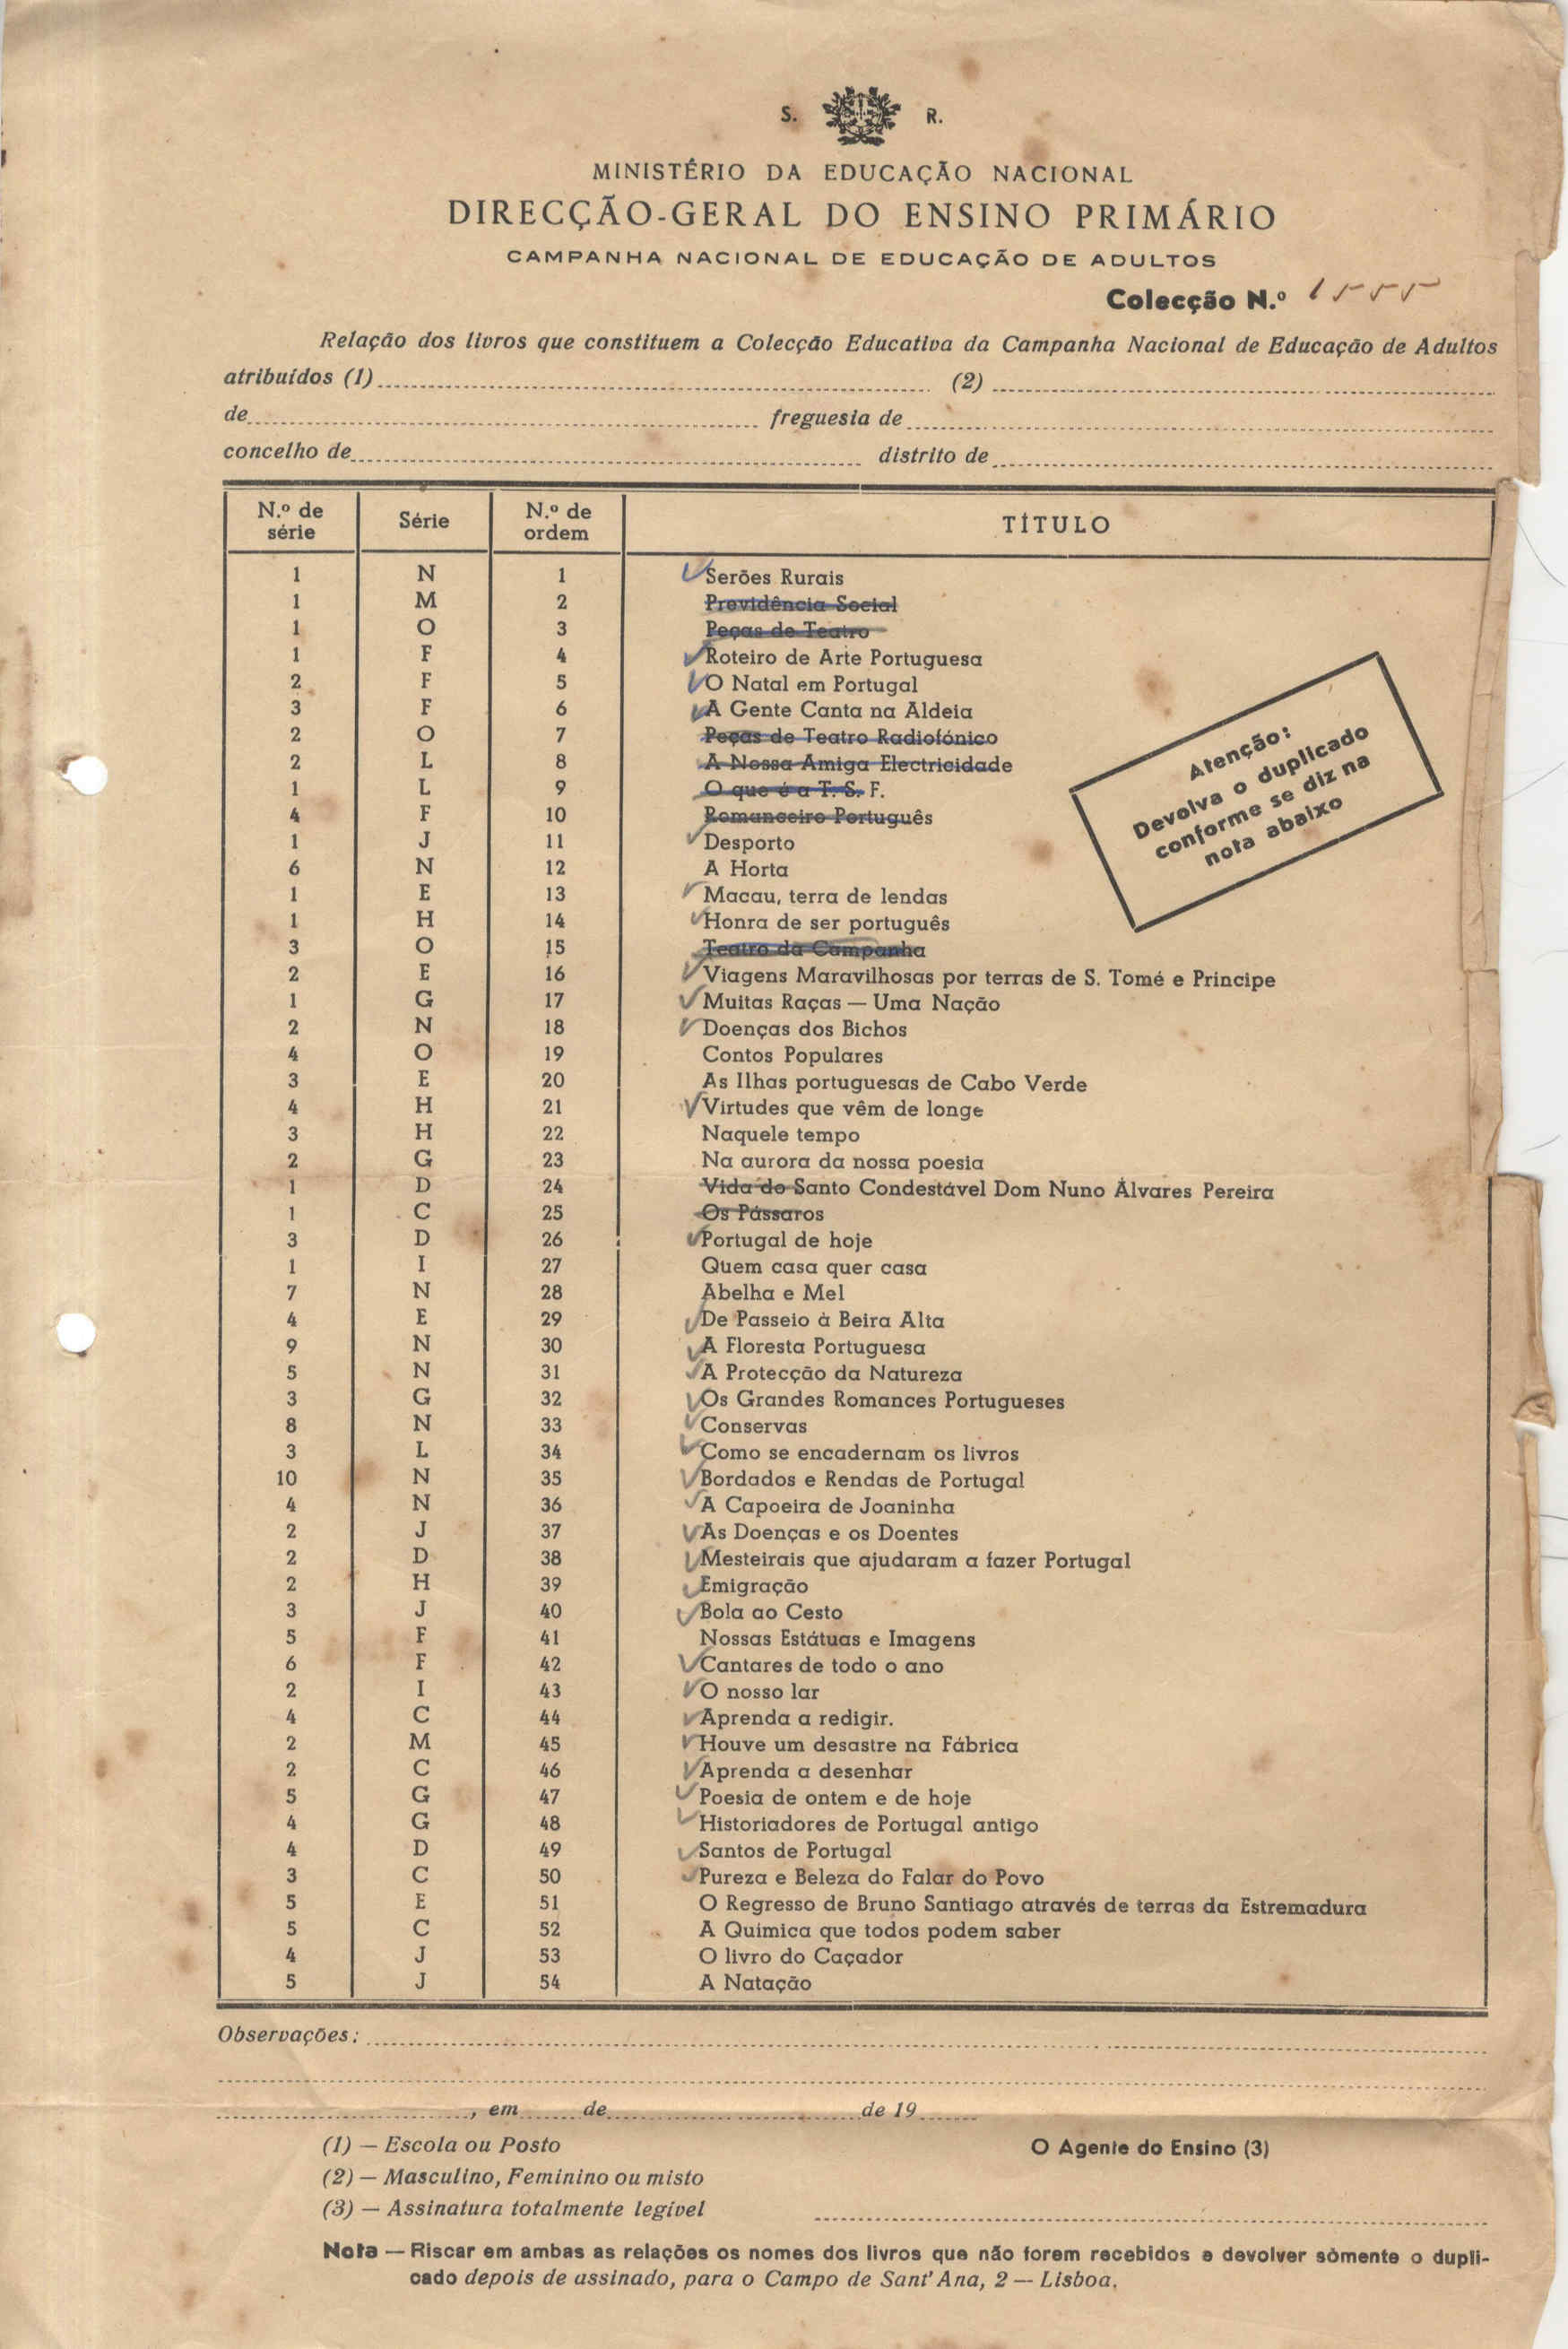 S. R.
MINISTÉRIO DA EDUCAÇÃO NACIONAL
DIRECÇÃO-GERAL DO ENSINO PRIMÁRIO
CAMPANHA NACIONAL DE EDUCAÇÃO DE ADULTOS
Colecção N.º 1555
Relação dos livros que constituem a Colecção Educativa da Campanha Nacional de Educação de Adultos
atribuídos (1) (2)
de freguesia de
concelho de distrito de
N.º de série Série N.º de ordem TÍTULO
1 N 1 Serões Rurais
1 M 2 Previdência Social
1 O 3 Peças de Teatro
1 F 4 Roteiro de Arte Portuguesa
2 F 5 O Natal em Portugal
3 F 6 A Gente Canta na Aldeia
2 O 7 Peças de Teatro Radiofónico
2 L 8 A Nossa Amiga Electricidade
1 L 9 O que é a T. S. F.
4 F 10 Romanceiro Português
1 J 11 Desporto
6 N 12 A Horta
1 E 13 Macau, terra de lendas
1 H 14 Honra de ser português
3 O 15 Teatro da Campanha
2 E 16 Viagens Maravilhosas por terras de S. Tomé e Principe
1 G 17 Muitas Raças — Uma Nação
2 N 18 Doenças dos Bichos
4 O 19 Contos Populares
3 E 20 As Ilhas portuguesas de Cabo Verde
4 H 21 Virtudes que vêm de longe
3 H 22 Naquele tempo
2 G 23 Na aurora da nossa poesia
1 D 24 Vida do Santo Condestável Dom Nuno Álvares Pereira
1 C 25 Os Pássaros
3 D 26 Portugal de hoje
1 I 27 Quem casa quer casa
7 N 28 Abelha e Mel
4 E 29 De Passeio à Beira Alta
9 N 30 A Floresta Portuguesa
5 N 31 A Protecção da Natureza
3 G 32 Os Grandes Romances Portugueses
8 N 33 Conservas
3 L 34 Como se encadernam os livros
10 N 35 Bordados e Rendas de Portugal
4 N 36 A Capoeira de Joaninha
2 J 37 As Doenças e os Doentes
2 D 38 Mesteirais que ajudaram a fazer Portugal
2 H 39 Emigração
3 J 40 Bola ao Cesto
5 F 41 Nossas Estátuas e Imagens
6 F 42 Cantares de todo o ano
2 I 43 O nosso lar
4 C 44 Aprenda a redigir.
2 M 45 Houve um desastre na Fábrica
2 C 46 Aprenda a desenhar
5 G 47 Poesia de ontem e de hoje
4 G 48 Historiadores de Portugal antigo
4 D 49 Santos de Portugal
3 C 50 Pureza e Beleza do Falar do Povo
5 E 51 O Regresso de Bruno Santiago através de terras da Estremadura
5 C 52 A Quimica que todos podem saber
4 J 53 O livro do Caçador
5 J 54 A Natação
Atenção:
Devolva o duplicado
conforme se diz na
nota abaixo
Observações:
, em de de 19
(1) — Escola ou Posto O Agente do Ensino (3)
(2) — Masculino, Feminino ou misto
(3) — Assinatura totalmente legível
Nota — Riscar em ambas as relações os nomes dos livros que não forem recebidos e devolver sòmente o dupli-
cado depois de assinado, para o Campo de Sant'Ana, 2 — Lisboa.